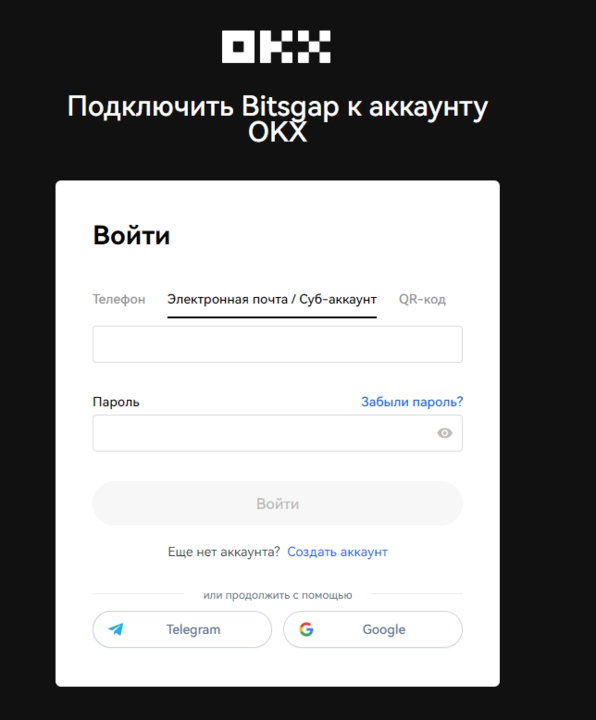 OKX
Подключить Bitsgap к аккаунту
OKX
Войти
Телефон Электронная почта / Суб-аккаунт QR-код
Пароль Забыли пароль?
Войти
Еще нет аккаунта? Создать аккаунт
или продолжить с помощью
Telegram Google